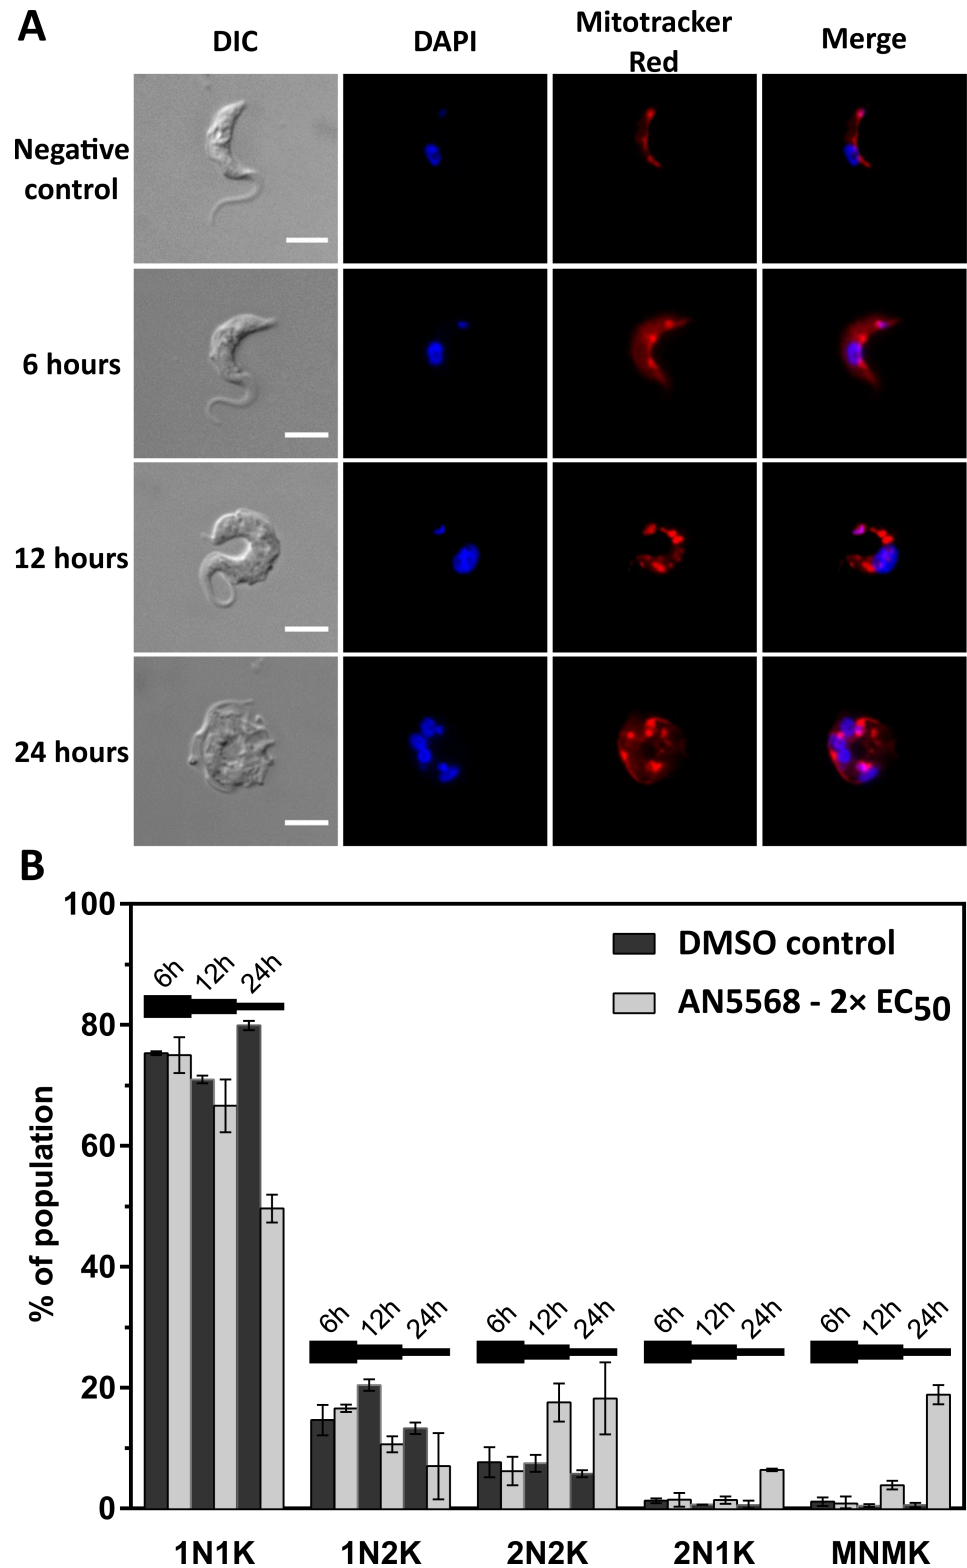 A
DIC
DAPI
Mitotracker
Red
Merge
Negative
control
6 hours
12 hours
24 hours
B
100
80
60
40
20
0
% of population
DMSO control
AN5568 - 2× EC50
6h 12h 24h
6h 12h 24h
6h 12h 24h
6h 12h 24h
6h 12h 24h
1N1K 1N2K 2N2K 2N1K MNMK